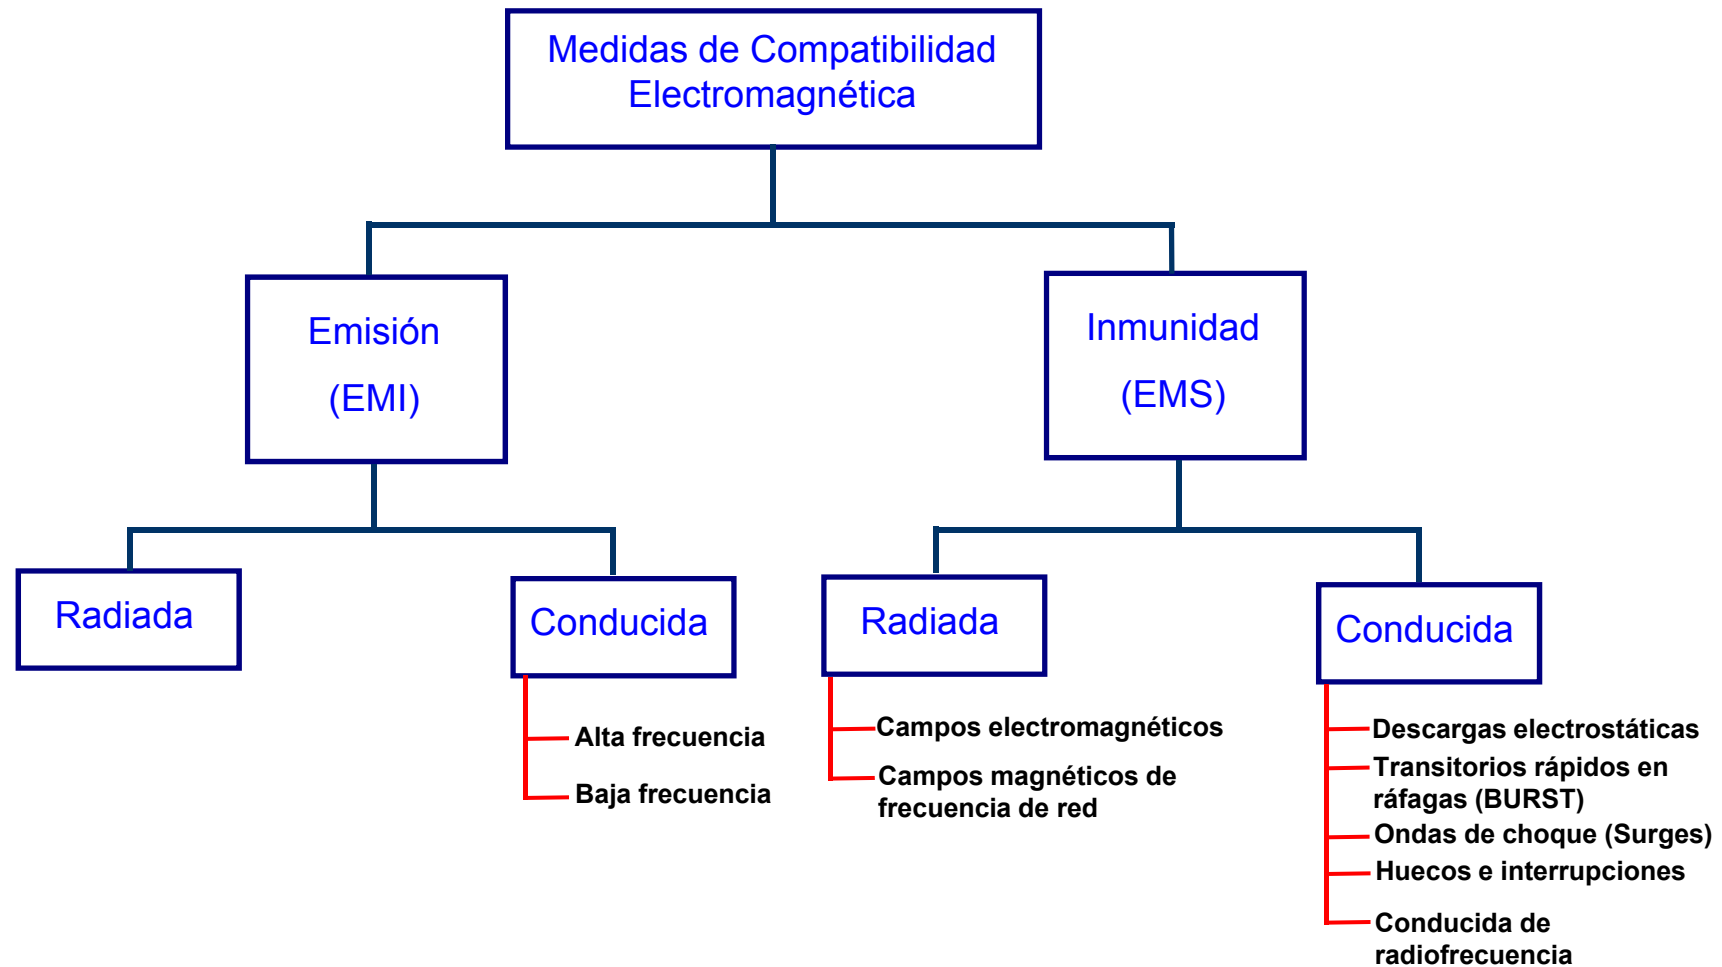 Medidas de Compatibilidad
Electromagnética
Emisión
(EMI)
Inmunidad
(EMS)
Radiada
Conducida
Radiada
Conducida
Alta frecuencia
Baja frecuencia
Campos electromagnéticos
Campos magnéticos de
frecuencia de red
Descargas electrostáticas
Transitorios rápidos en
ráfagas (BURST)
Ondas de choque (Surges)
Huecos e interrupciones
Conducida de
radiofrecuencia